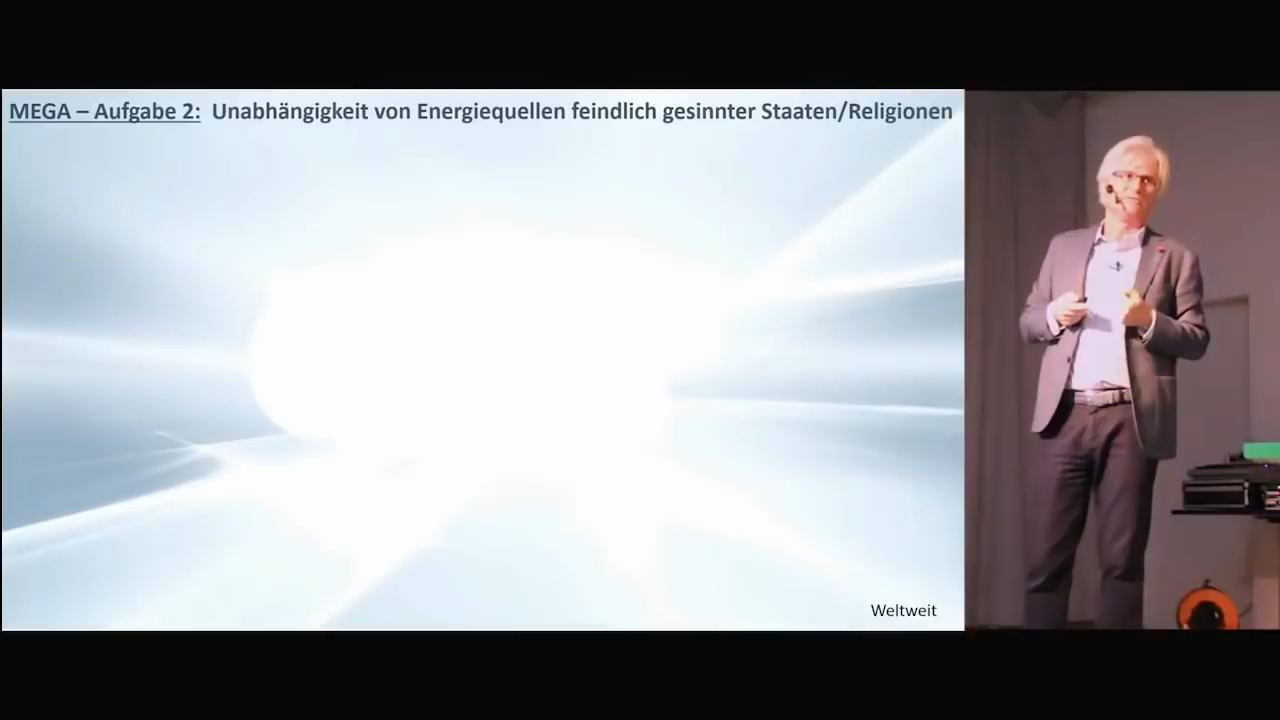 MEGA – Aufgabe 2: Unabhängigkeit von Energiequellen feindlich gesinnter Staaten/Religionen
Weltweit